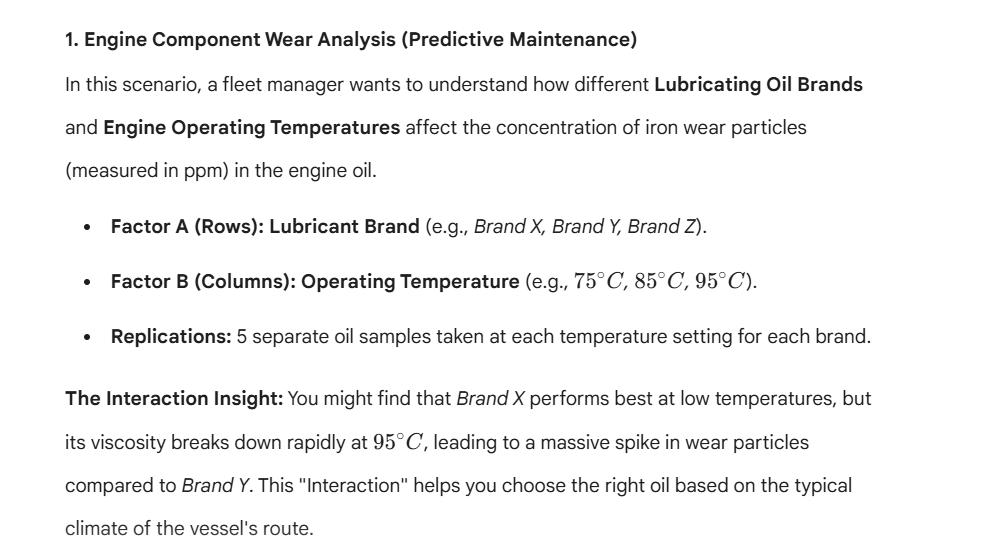 1. Engine Component Wear Analysis (Predictive Maintenance)
In this scenario, a fleet manager wants to understand how different Lubricating Oil Brands
and Engine Operating Temperatures affect the concentration of iron wear particles
(measured in ppm) in the engine oil.
• Factor A (Rows): Lubricant Brand (e.g., Brand X, Brand Y, Brand Z).
• Factor B (Columns): Operating Temperature (e.g., 75°C, 85°C, 95°C).
• Replications: 5 separate oil samples taken at each temperature setting for each brand.
The Interaction Insight: You might find that Brand X performs best at low temperatures, but
its viscosity breaks down rapidly at 95°C, leading to a massive spike in wear particles
compared to Brand Y. This "Interaction" helps you choose the right oil based on the typical
climate of the vessel's route.